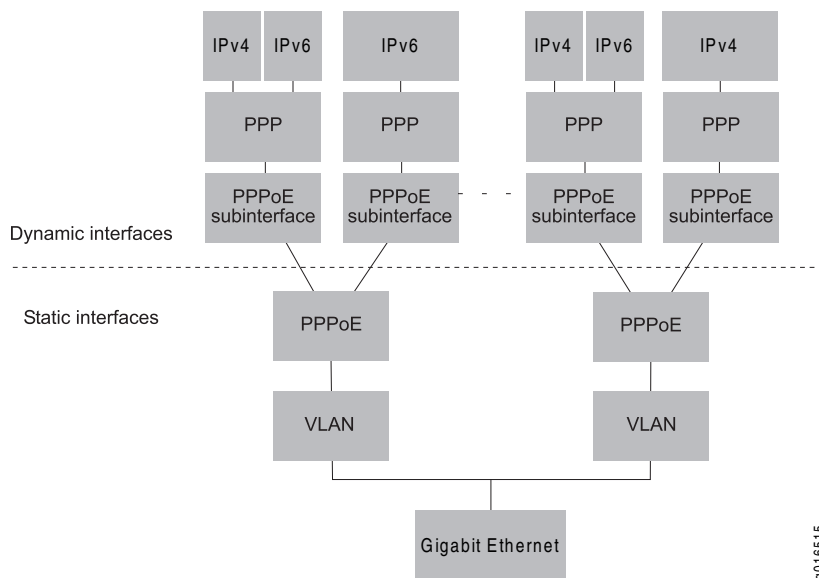 IPv4 IPv6 IPv6 IPv4 IPv6 IPv4
PPP PPP PPP PPP
PPPoE PPPoE PPPoE PPPoE
subinterface subinterface subinterface subinterface
Dynamic interfaces
Static interfaces
PPPoE PPPoE
VLAN VLAN
Gigabit Ethernet